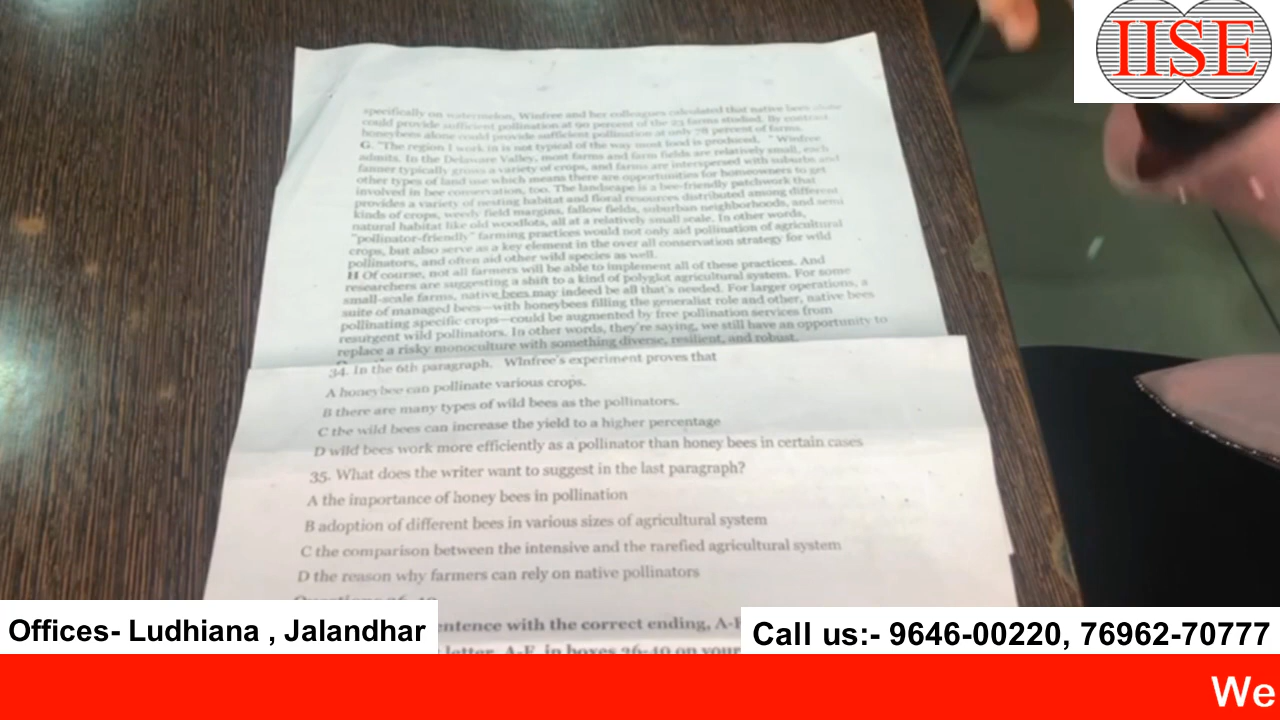 IISE
specifically on watermelon, Winfree and her colleagues calculated that native bees alone
could provide sufficient pollination at 90 percent of the 23 farms studied. By contrast,
honeybees alone could provide sufficient pollination at only 78 percent of farms.
G. "The region I work in is not typical of the way most food is produced. " Winfree
admits. In the Delaware Valley, most farms and farm fields are relatively small, each
farmer typically grows a variety of crops, and farms are interspersed with suburbs and
other types of land use which means there are opportunities for homeowners to get
involved in bee conservation, too. The landscape is a bee-friendly patchwork that
provides a variety of nesting habitat and floral resources distributed among different
kinds of crops, weedy field margins, fallow fields, suburban neighborhoods, and semi
natural habitat like old woodlots, all at a relatively small scale. In other words,
"pollinator-friendly" farming practices would not only aid pollination of agricultural
crops, but also serve as a key element in the over all conservation strategy for wild
pollinators, and often aid other wild species as well.
H Of course, not all farmers will be able to implement all of these practices. And
researchers are suggesting a shift to a kind of polyglot agricultural system. For some
small-scale farms, native bees may indeed be all that's needed. For larger operations, a
suite of managed bees—with honeybees filling the generalist role and other, native bees
pollinating specific crops—could be augmented by free pollination services from
resurgent wild pollinators. In other words, they're saying, we still have an opportunity to
replace a risky monoculture with something diverse, resilient, and robust.
34. In the 6th paragraph, Winfree's experiment proves that
A honeybee can pollinate various crops.
B there are many types of wild bees as the pollinators.
C the wild bees can increase the yield to a higher percentage
D wild bees work more efficiently as a pollinator than honey bees in certain cases
35. What does the writer want to suggest in the last paragraph?
A the importance of honey bees in pollination
B adoption of different bees in various sizes of agricultural system
C the comparison between the intensive and the rarefied agricultural system
D the reason why farmers can rely on native pollinators
Questions 36-40
entence with the correct ending, A-F
letter, A-F, in boxes 36-40 on your
Offices- Ludhiana , Jalandhar
Call us:- 9646-00220, 76962-70777
We